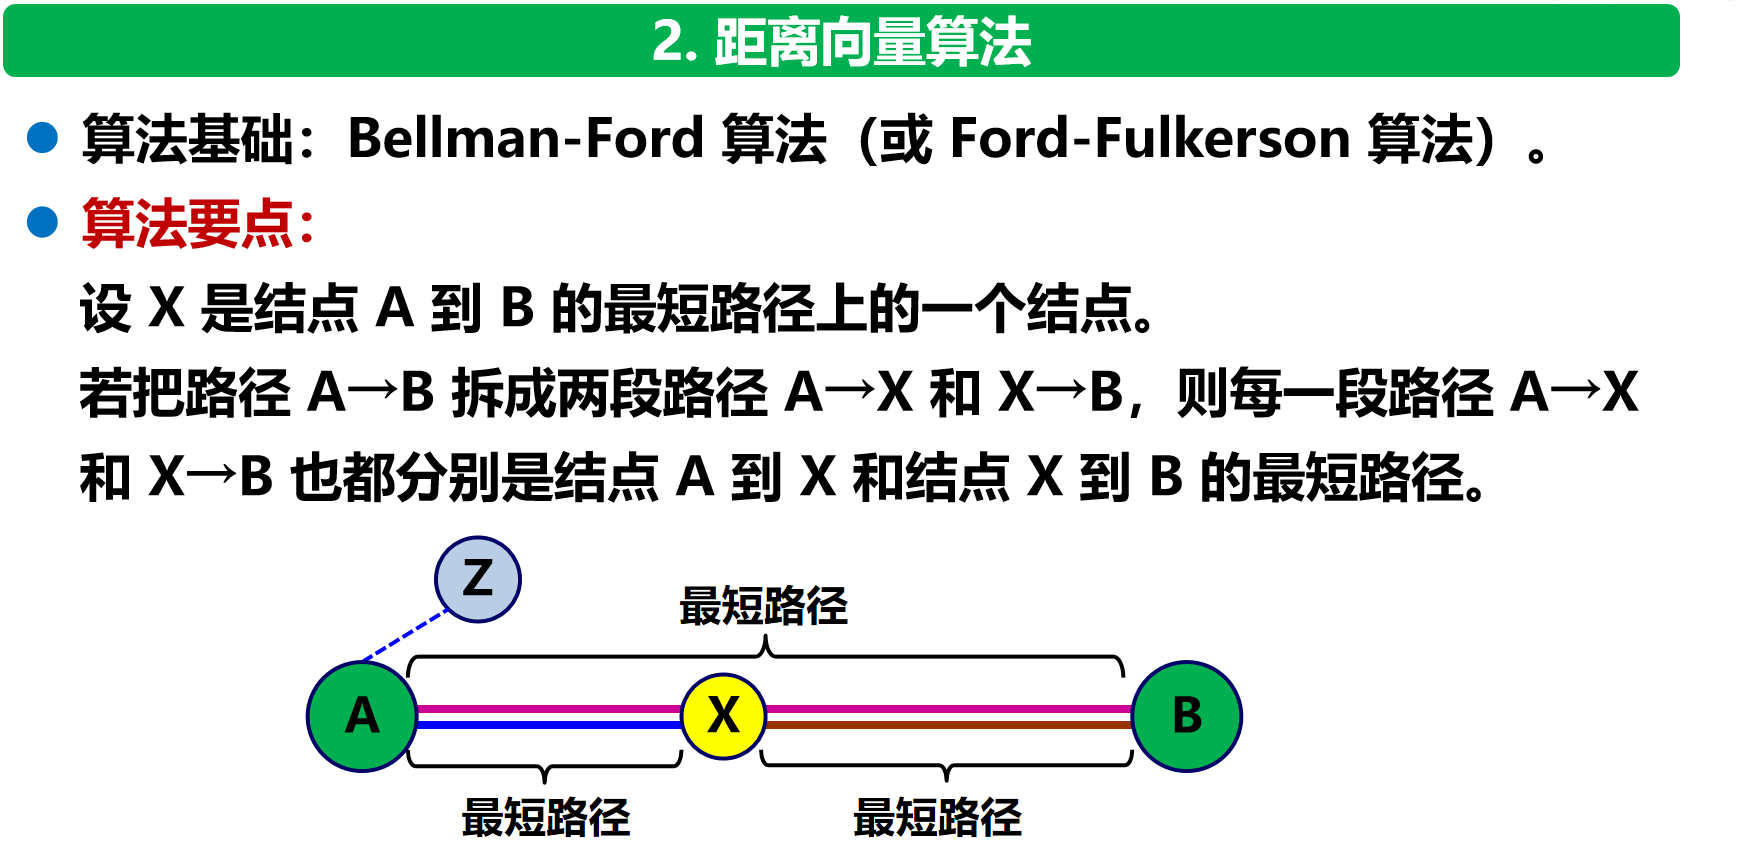 2. 距离向量算法
算法基础：Bellman-Ford 算法（或 Ford-Fulkerson 算法）。
算法要点：
设 X 是结点 A 到 B 的最短路径上的一个结点。
若把路径 A→B 拆成两段路径 A→X 和 X→B，则每一段路径 A→X
和 X→B 也都分别是结点 A 到 X 和结点 X 到 B 的最短路径。
Z
最短路径
A
X
B
最短路径
最短路径